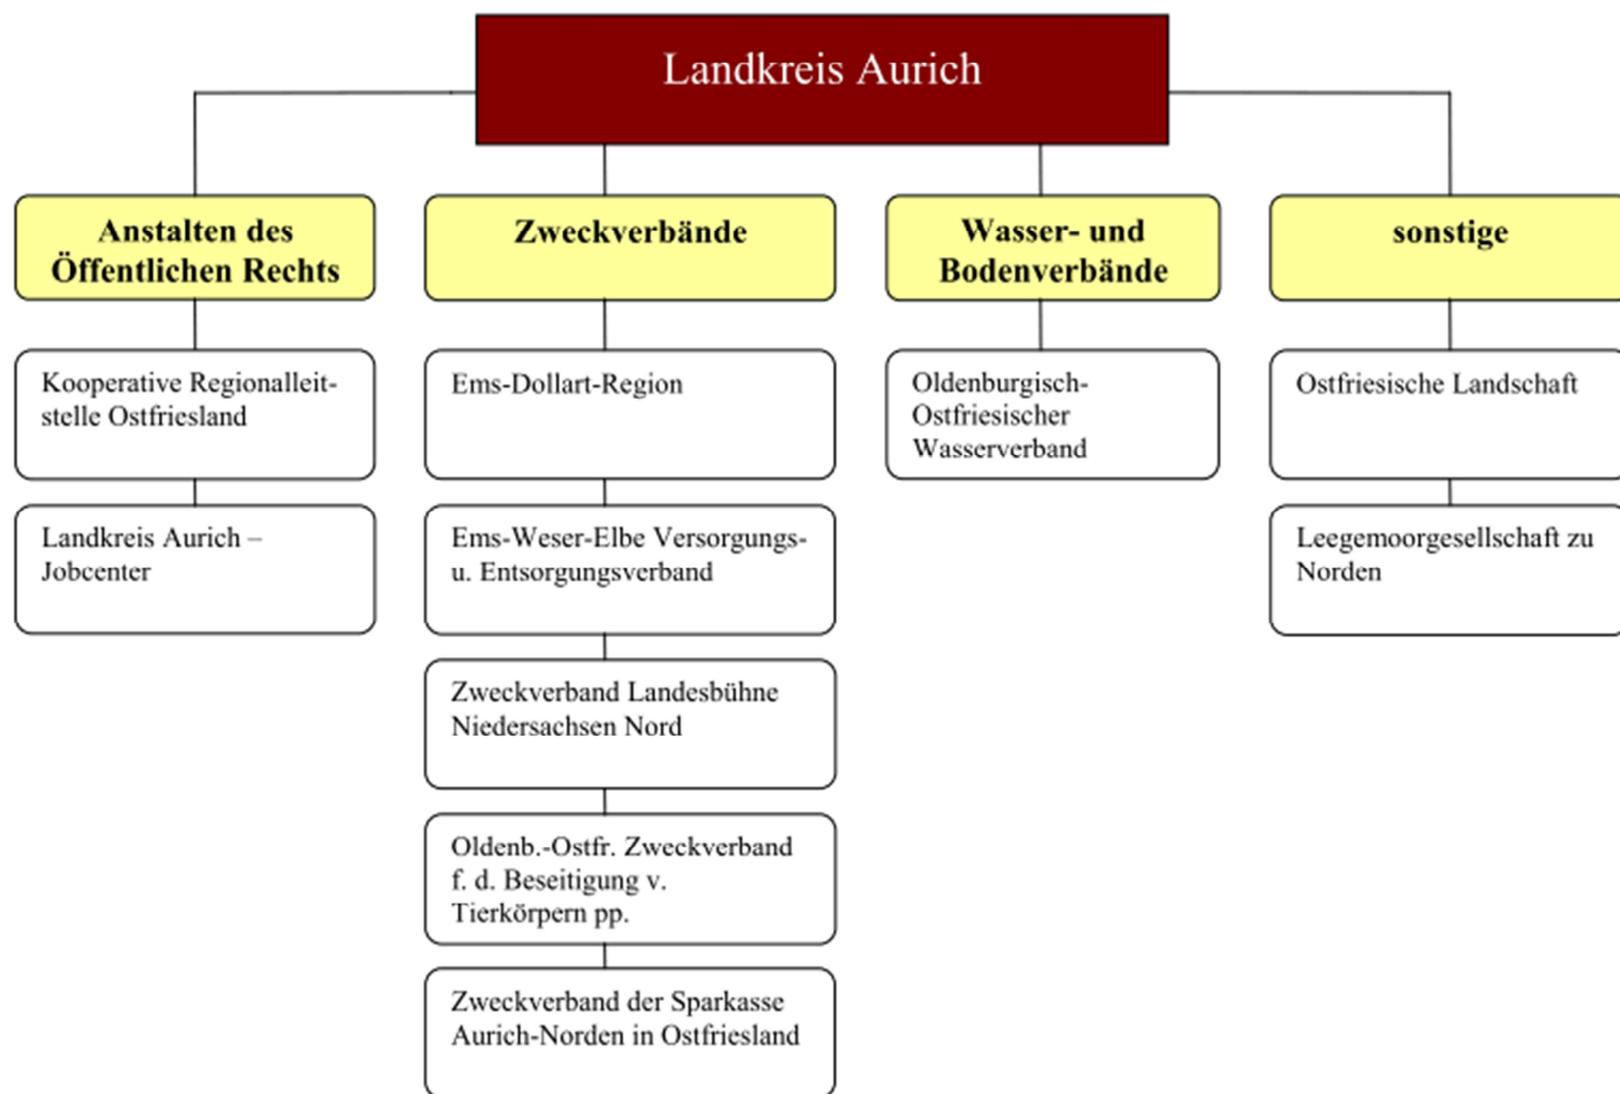 Landkreis Aurich
Anstalten des
Öffentlichen Rechts
Kooperative Regionalleit-
stelle Ostfriesland
Landkreis Aurich –
Jobcenter
Zweckverbände
Ems-Dollart-Region
Ems-Weser-Elbe Versorgungs-
u. Entsorgungsverband
Zweckverband Landesbühne
Niedersachsen Nord
Oldenb.-Ostfr. Zweckverband
f. d. Beseitigung v.
Tierkörpern pp.
Zweckverband der Sparkasse
Aurich-Norden in Ostfriesland
Wasser- und
Bodenverbände
Oldenburgisch-
Ostfriesischer
Wasserverband
sonstige
Ostfriesische Landschaft
Leegemoorgesellschaft zu
Norden